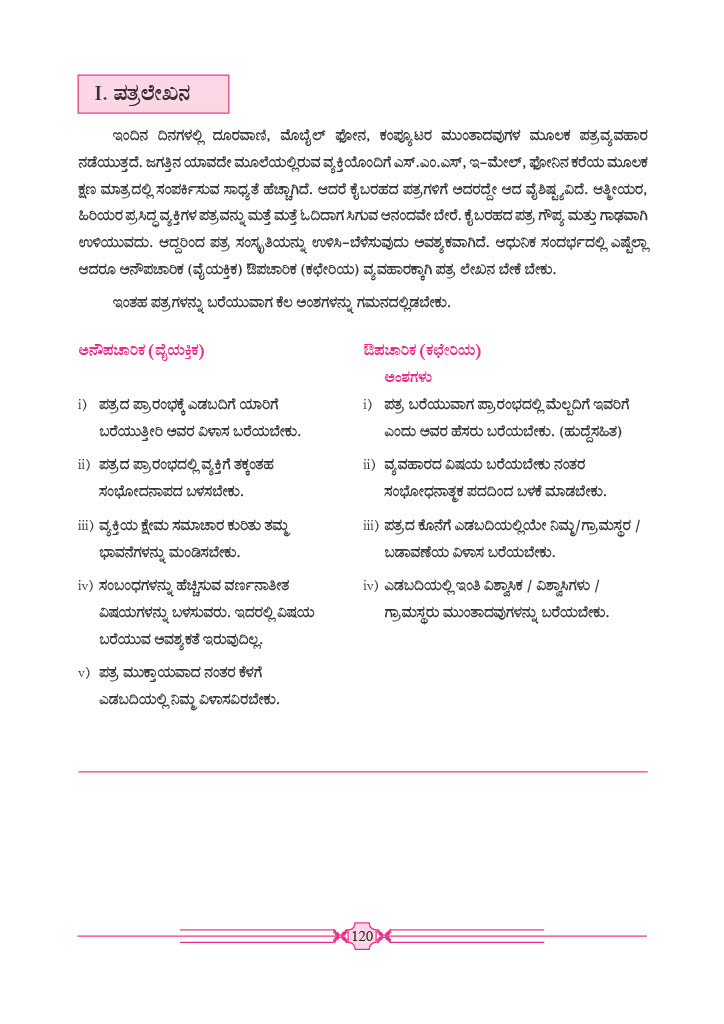 I. ಪತ್ರಲೇಖನ
ಇಂದಿನ ದಿನಗಳಲ್ಲಿ ದೂರವಾಣಿ, ಮೊಬೈಲ್ ಫೋನ, ಕಂಪ್ಯೂಟರ ಮುಂತಾದವುಗಳ ಮೂಲಕ ಪತ್ರವ್ಯವಹಾರ
ನಡೆಯುತ್ತದೆ. ಜಗತ್ತಿನ ಯಾವದೇ ಮೂಲೆಯಲ್ಲಿರುವ ವ್ಯಕ್ತಿಯೊಂದಿಗೆ ಎಸ್.ಎಂ.ಎಸ್, ಇ-ಮೇಲ್, ಫೋನಿನ ಕರೆಯ ಮೂಲಕ
ಕ್ಷಣ ಮಾತ್ರದಲ್ಲಿ ಸಂಪರ್ಕಿಸುವ ಸಾಧ್ಯತೆ ಹೆಚ್ಚಾಗಿದೆ. ಆದರೆ ಕೈಬರಹದ ಪತ್ರಗಳಿಗೆ ಅದರದ್ದೇ ಆದ ವೈಶಿಷ್ಟ್ಯವಿದೆ. ಆತ್ಮೀಯರ,
ಹಿರಿಯರ ಪ್ರಸಿದ್ಧ ವ್ಯಕ್ತಿಗಳ ಪತ್ರವನ್ನು ಮತ್ತೆ ಮತ್ತೆ ಓದಿದಾಗ ಸಿಗುವ ಆನಂದವೇ ಬೇರೆ. ಕೈಬರಹದ ಪತ್ರ ಗೌಪ್ಯ ಮತ್ತು ಗಾಢವಾಗಿ
ಉಳಿಯುವದು. ಆದ್ದರಿಂದ ಪತ್ರ ಸಂಸ್ಕೃತಿಯನ್ನು ಉಳಿಸಿ-ಬೆಳೆಸುವುದು ಅವಶ್ಯಕವಾಗಿದೆ. ಆಧುನಿಕ ಸಂದರ್ಭದಲ್ಲಿ ಎಷ್ಟೆಲ್ಲಾ
ಆದರೂ ಅನೌಪಚಾರಿಕ (ವೈಯಕ್ತಿಕ) ಔಪಚಾರಿಕ (ಕಛೇರಿಯ) ವ್ಯವಹಾರಕ್ಕಾಗಿ ಪತ್ರ ಲೇಖನ ಬೇಕೆ ಬೇಕು.
ಇಂತಹ ಪತ್ರಗಳನ್ನು ಬರೆಯುವಾಗ ಕೆಲ ಅಂಶಗಳನ್ನು ಗಮನದಲ್ಲಿಡಬೇಕು.
ಅನೌಪಚಾರಿಕ (ವೈಯಕ್ತಿಕ)
i) ಪತ್ರದ ಪ್ರಾರಂಭಕ್ಕೆ ಎಡಬದಿಗೆ ಯಾರಿಗೆ
ಬರೆಯುತ್ತೀರಿ ಅವರ ವಿಳಾಸ ಬರೆಯಬೇಕು.
ii) ಪತ್ರದ ಪ್ರಾರಂಭದಲ್ಲಿ ವ್ಯಕ್ತಿಗೆ ತಕ್ಕಂತಹ
ಸಂಭೋದನಾಪದ ಬಳಸಬೇಕು.
iii) ವ್ಯಕ್ತಿಯ ಕ್ಷೇಮ ಸಮಾಚಾರ ಕುರಿತು ತಮ್ಮ
ಭಾವನೆಗಳನ್ನು ಮಂಡಿಸಬೇಕು.
iv) ಸಂಬಂಧಗಳನ್ನು ಹೆಚ್ಚಿಸುವ ವರ್ಣನಾತೀತ
ವಿಷಯಗಳನ್ನು ಬಳಸುವರು. ಇದರಲ್ಲಿ ವಿಷಯ
ಬರೆಯುವ ಅವಶ್ಯಕತೆ ಇರುವುದಿಲ್ಲ.
v) ಪತ್ರ ಮುಕ್ತಾಯವಾದ ನಂತರ ಕೆಳಗೆ
ಎಡಬದಿಯಲ್ಲಿ ನಿಮ್ಮ ವಿಳಾಸವಿರಬೇಕು.
ಔಪಚಾರಿಕ (ಕಛೇರಿಯ)
ಅಂಶಗಳು
i) ಪತ್ರ ಬರೆಯುವಾಗ ಪ್ರಾರಂಭದಲ್ಲಿ ಮೆಲ್ಬದಿಗೆ ಇವರಿಗೆ
ಎಂದು ಅವರ ಹೆಸರು ಬರೆಯಬೇಕು. (ಹುದ್ದೆಸಹಿತ)
ii) ವ್ಯವಹಾರದ ವಿಷಯ ಬರೆಯಬೇಕು ನಂತರ
ಸಂಭೋಧನಾತ್ಮಕ ಪದದಿಂದ ಬಳಕೆ ಮಾಡಬೇಕು.
iii) ಪತ್ರದ ಕೊನೆಗೆ ಎಡಬದಿಯಲ್ಲಿಯೇ ನಿಮ್ಮ/ಗ್ರಾಮಸ್ಥರ /
ಬಡಾವಣೆಯ ವಿಳಾಸ ಬರೆಯಬೇಕು.
iv) ಎಡಬದಿಯಲ್ಲಿ ಇಂತಿ ವಿಶ್ವಾಸಿಕ / ವಿಶ್ವಾಸಿಗಳು /
ಗ್ರಾಮಸ್ಥರು ಮುಂತಾದವುಗಳನ್ನು ಬರೆಯಬೇಕು.
120